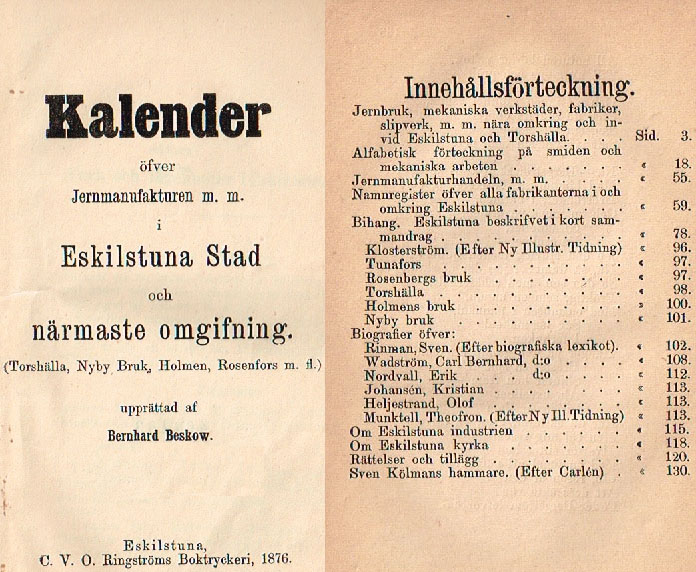 Kalender
öfver
Jernmanufakturen m. m.
i
Eskilstuna Stad
och
närmaste omgifning.
(Torshälla, Nyby Bruk, Holmen, Rosenfors m. fl.)
upprättad af
Bernhard Beskow.
Eskilstuna,
C. V. O. Ringströms Boktryckeri, 1876.
Innehållsförteckning.
Jernbruk, mekaniska verkstäder, fabriker,
slipverk, m. m. nära omkring och in-
vid Eskilstuna och Torshälla. . . Sid. 3.
Alfabetisk förteckning på smiden och
mekaniska arbeten . . . . . . « 18.
Jernmanufakturhandeln, m. m. . . . . « 55.
Namnregister öfver alla fabrikanterna i och
omkring Eskilstuna . . . . . . « 59.
Bihang. Eskilstuna beskrifvet i kort sam-
mandrag . . . . . . . . . « 78.
Klosterström. (Efter Ny Illustr. Tidning) « 96.
Tunafors . . . . . . . . . « 97.
Rosenbergs bruk . . . . . . . « 97.
Torshälla . . . . . . . . . « 98.
Holmens bruk . . . . . . . . « 100.
Nyby bruk . . . . . . . . . « 101.
Biografier öfver:
Rinman, Sven. (Efter biografiska lexikot). « 102.
Wadström, Carl Bernhard, d:o . . . « 108.
Nordvall, Erik d:o . . . « 112.
Johansén, Kristian . . . . . . « 113.
Heljestrand, Olof . . . . . . . « 113.
Munktell, Theofron. (Efter Ny Ill. Tidning) « 113.
Om Eskilstuna industrien . . . . . . « 115.
Om Eskilstuna kyrka . . . . . . . « 118.
Rättelser och tillägg . . . . . . . « 120.
Sven Kölmans hammare. (Efter Carlén) . « 130.